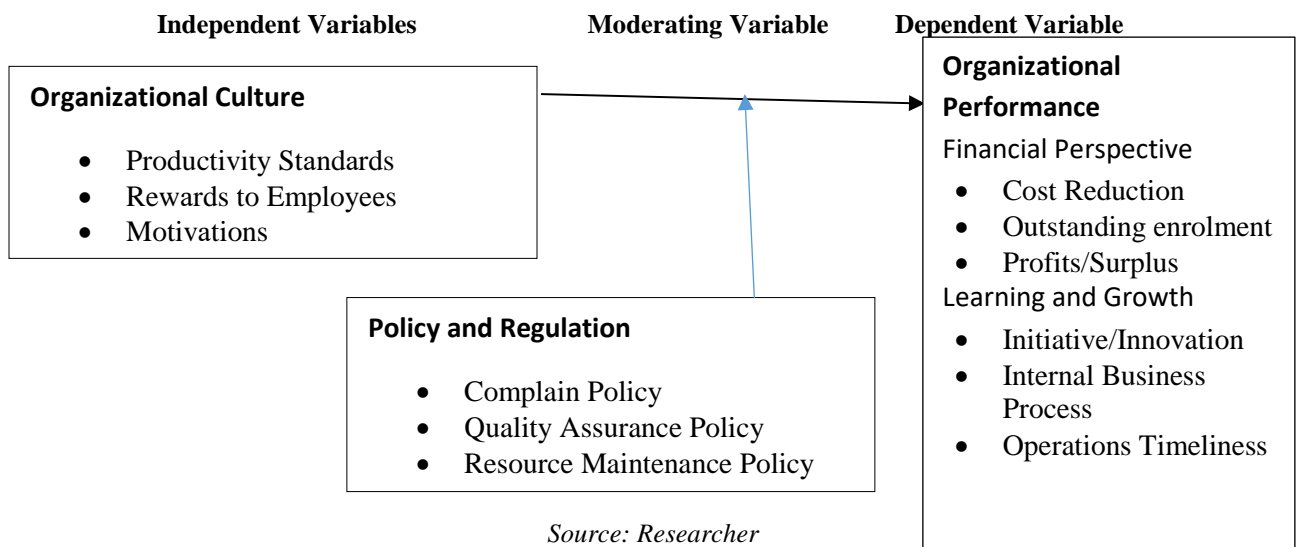 Independent Variables
Moderating Variable
Dependent Variable
Organizational Culture
• Productivity Standards
• Rewards to Employees
• Motivations
Policy and Regulation
• Complain Policy
• Quality Assurance Policy
• Resource Maintenance Policy
Organizational
Performance
Financial Perspective
• Cost Reduction
• Outstanding enrolment
• Profits/Surplus
Learning and Growth
• Initiative/Innovation
• Internal Business
Process
• Operations Timeliness
Source: Researcher